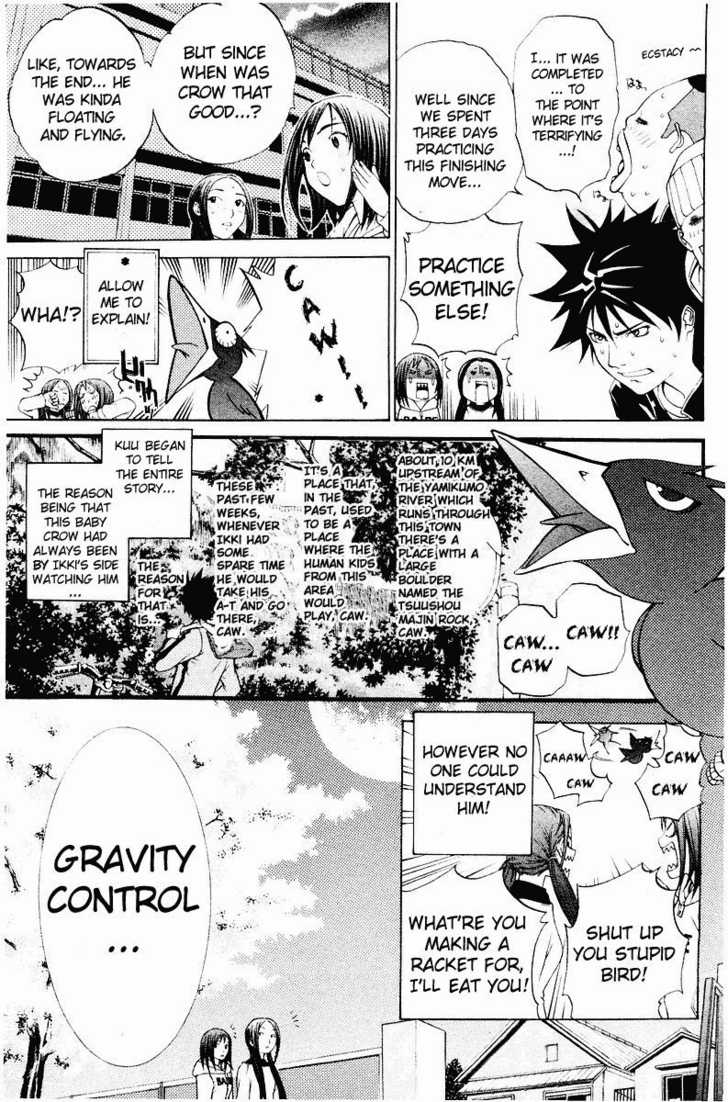 ECSTACY ~~
I... IT WAS
COMPLETED
... TO
THE POINT
WHERE IT'S
TERRIFYING
...!
WELL SINCE
WE SPENT
THREE DAYS
PRACTICING
THIS FINISHING
MOVE...
PRACTICE
SOMETHING
ELSE!
BUT SINCE
WHEN WAS
CROW THAT
GOOD...?
LIKE, TOWARDS
THE END... HE
WAS KINDA
FLOATING
AND FLYING.
CAW!!
*
*
ALLOW
ME TO
EXPLAIN!
WHA!?
CAW!!
CAW...
CAW
ABOUT 10 KM
UPSTREAM OF
THE YAMIKUMO
RIVER WHICH
RUNS THROUGH
THIS TOWN
THERE'S A
PLACE WITH A
LARGE
BOULDER
NAMED THE
TSUUSHOU
MAJIN ROCK,
CAW.
IT'S A
PLACE THAT
IN THE
PAST, USED
TO BE A
PLACE
WHERE THE
HUMAN KIDS
FROM THIS
AREA
WOULD
PLAY, CAW.
THESE
PAST FEW
WEEKS,
WHENEVER
IKKI HAD
SOME
SPARE TIME
HE WOULD
TAKE HIS
A-T AND GO
THERE,
CAW.
THE
REASON
FOR
THAT
IS..
KUU BEGAN
TO TELL
THE ENTIRE
STORY...
THE REASON
BEING THAT
THIS BABY
CROW HAD
ALWAYS BEEN
BY IKKI'S SIDE
WATCHING HIM
...
CAW
CAW
CAAAW
CAW
HOWEVER NO
ONE COULD
UNDERSTAND
HIM!
SHUT UP
YOU STUPID
BIRD!
WHAT'RE YOU
MAKING A
RACKET FOR,
I'LL EAT YOU!
GRAVITY
CONTROL
...